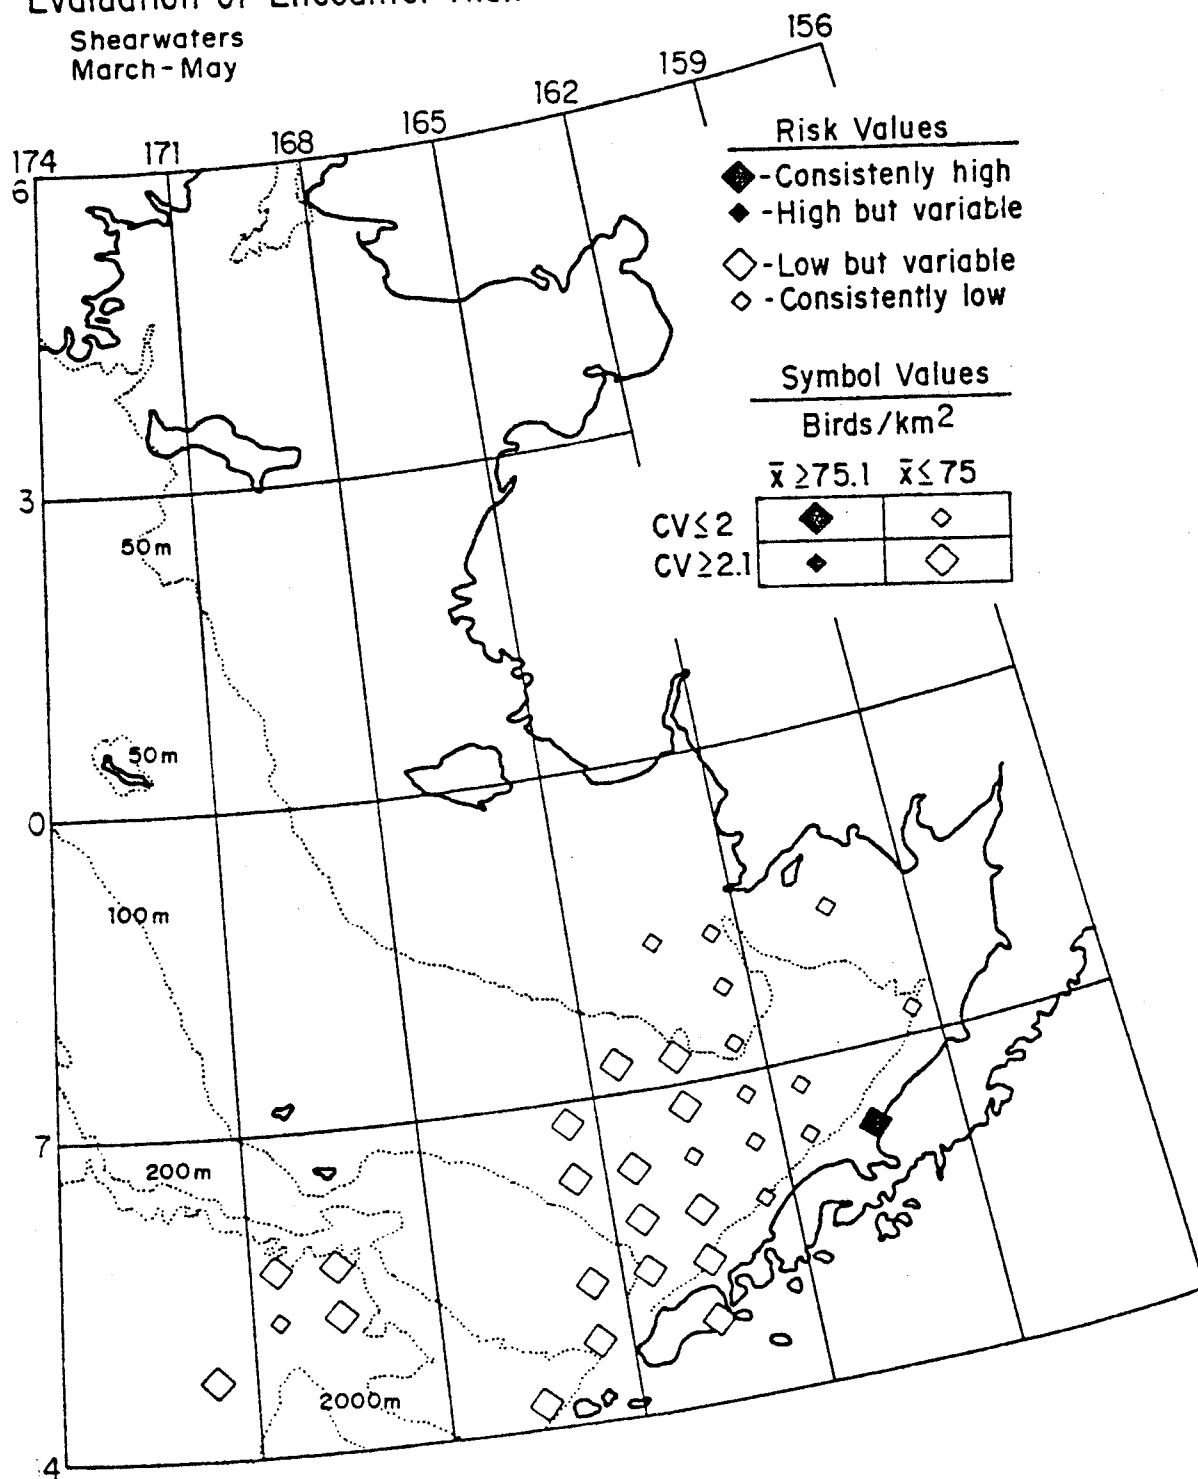 Shearwaters
March-May
156
159
162
165
168
171
174
6
3
0
7
4
Risk Values
-Consistenly high
-High but variable
-Low but variable
-Consistently low
Symbol Values
Birds/km2
x̄ ≥75.1 x̄≤75
CV≤2
CV≥2.1
50m
50m
100m
200m
2000m